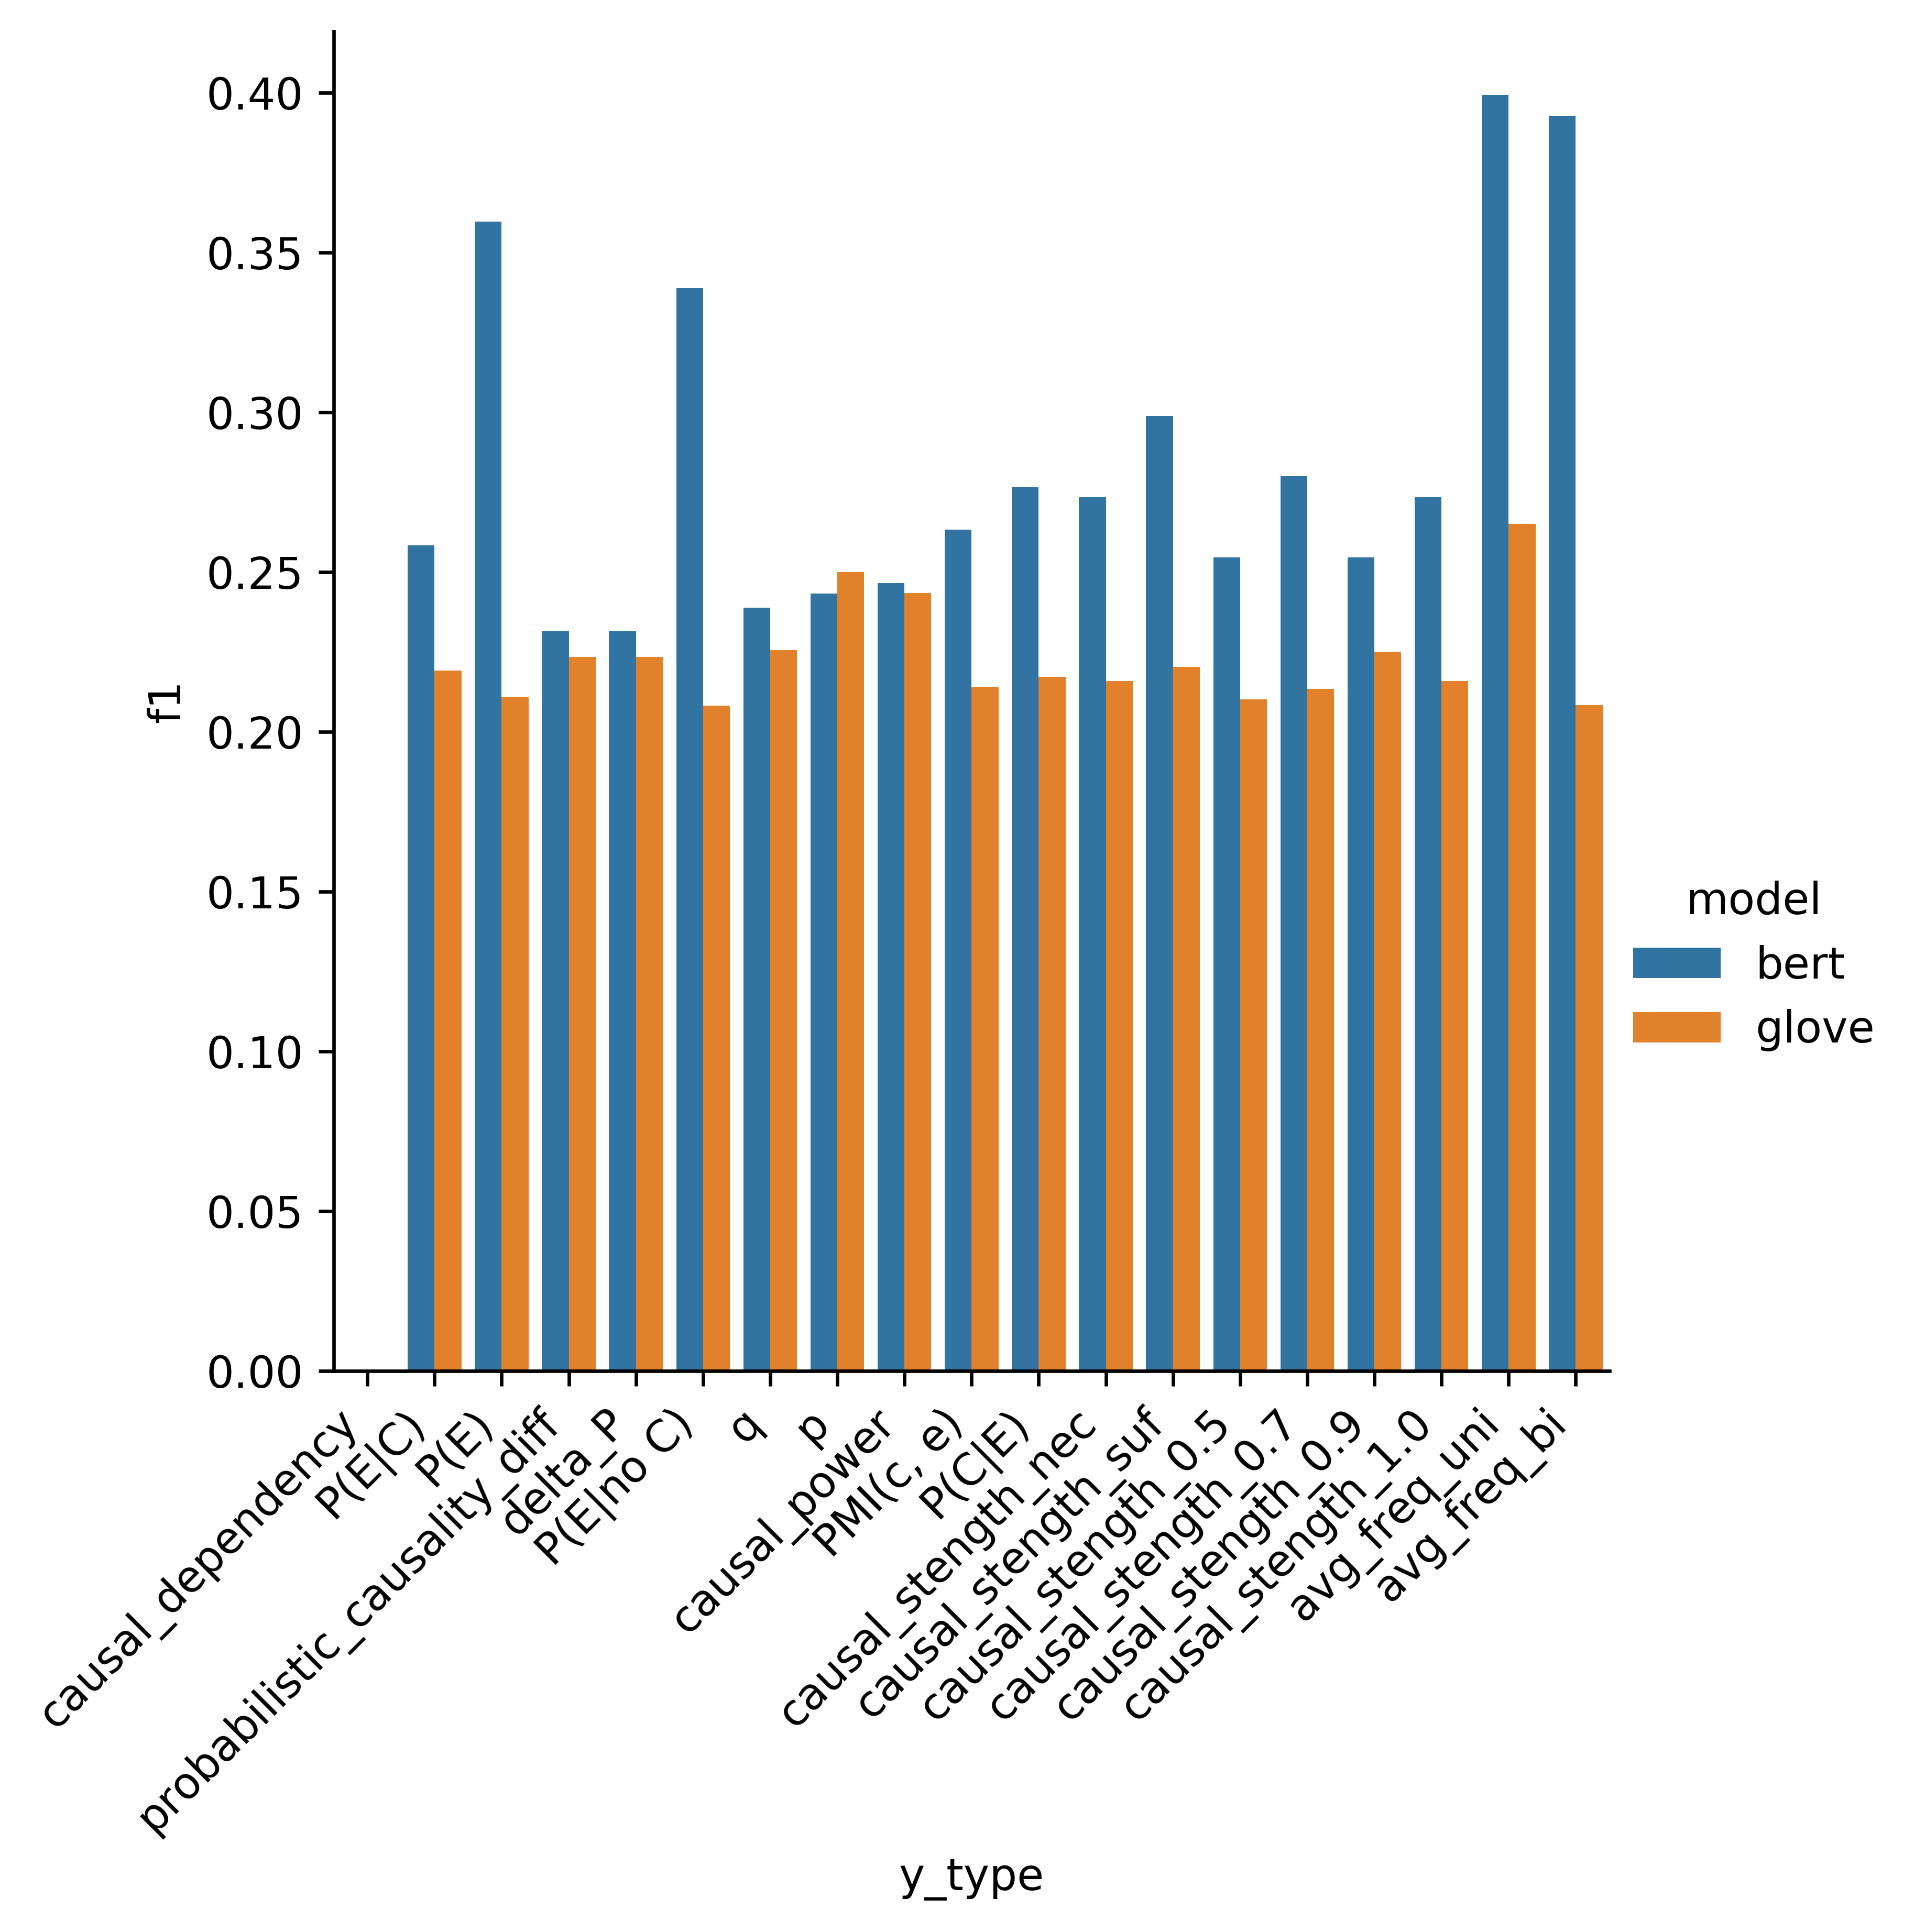 0.40
0.35
0.30
0.25
0.20
0.15
0.10
0.05
0.00
f1
causal_dependency
P(E|C)
P(E)
probabilistic_causality_diff
delta_P
P(E|no C)
q
p
causal_power
PMI(c, e)
P(C|E)
causal_stength_nec
causal_stength_suf
causal_stength_0.5
causal_stength_0.7
causal_stength_0.9
causal_stength_1.0
avg_freq_uni
avg_freq_bi
y_type
model
bert
glove